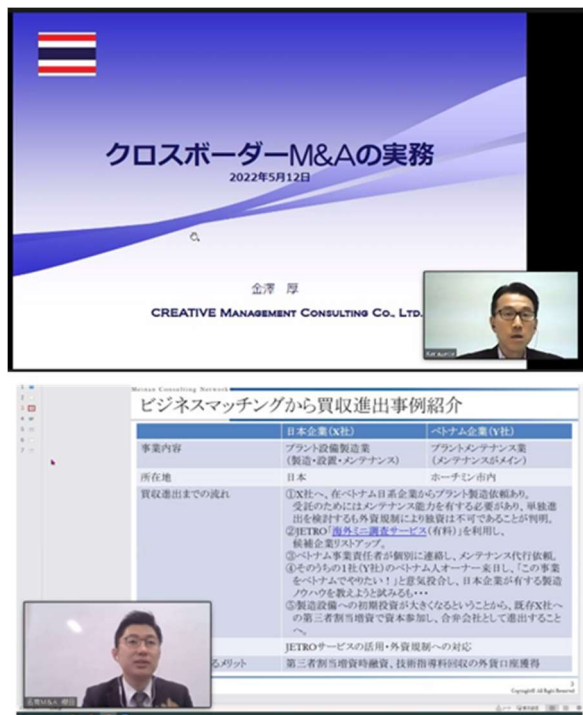 クロスボーダーM&Aの実務
2022年5月12日
金澤 厚
CREATIVE MANAGEMENT CONSULTING CO., LTD.
Meinan Consulting Network
ビジネスマッチングから買収進出事例紹介
日本企業(X社)
ベトナム企業(Y社)
事業内容
プラント設備製造業
(製造・設置・メンテナンス)
プラントメンテナンス業
(メンテナンスがメイン)
所在地
日本
ホーチミン市内
買収進出までの流れ
①X社へ、在ベトナム日系企業からプラント製造依頼あり。
受託のためにはメンテナンス能力を有する必要があり、単独進
出を検討するも外資規制により独資は不可であることが判明。
②JETRO「海外ミニ調査サービス(有料)」を利用し、
候補企業リストアップ。
③ベトナム事業責任者が個別に連絡し、メンテナンス代行依頼。
④そのうちの1社(Y社)のベトナム人オーナー来日し、「この事業
をベトナムでやりたい！」と意気投合し、日本企業が有する製造
ノウハウを教えようと試みるも・・・
⑤製造設備への初期投資が大きくなるということから、既存X社へ
の第三者割当増資で資本参加し、合弁会社として進出すること
へ。
JETROサービスの活用・外資規制への対応
るメリット
第三者割当増資時融資、技術指導料回収の外貨口座獲得
3
Copyright© All Right Reserved
名南M&A